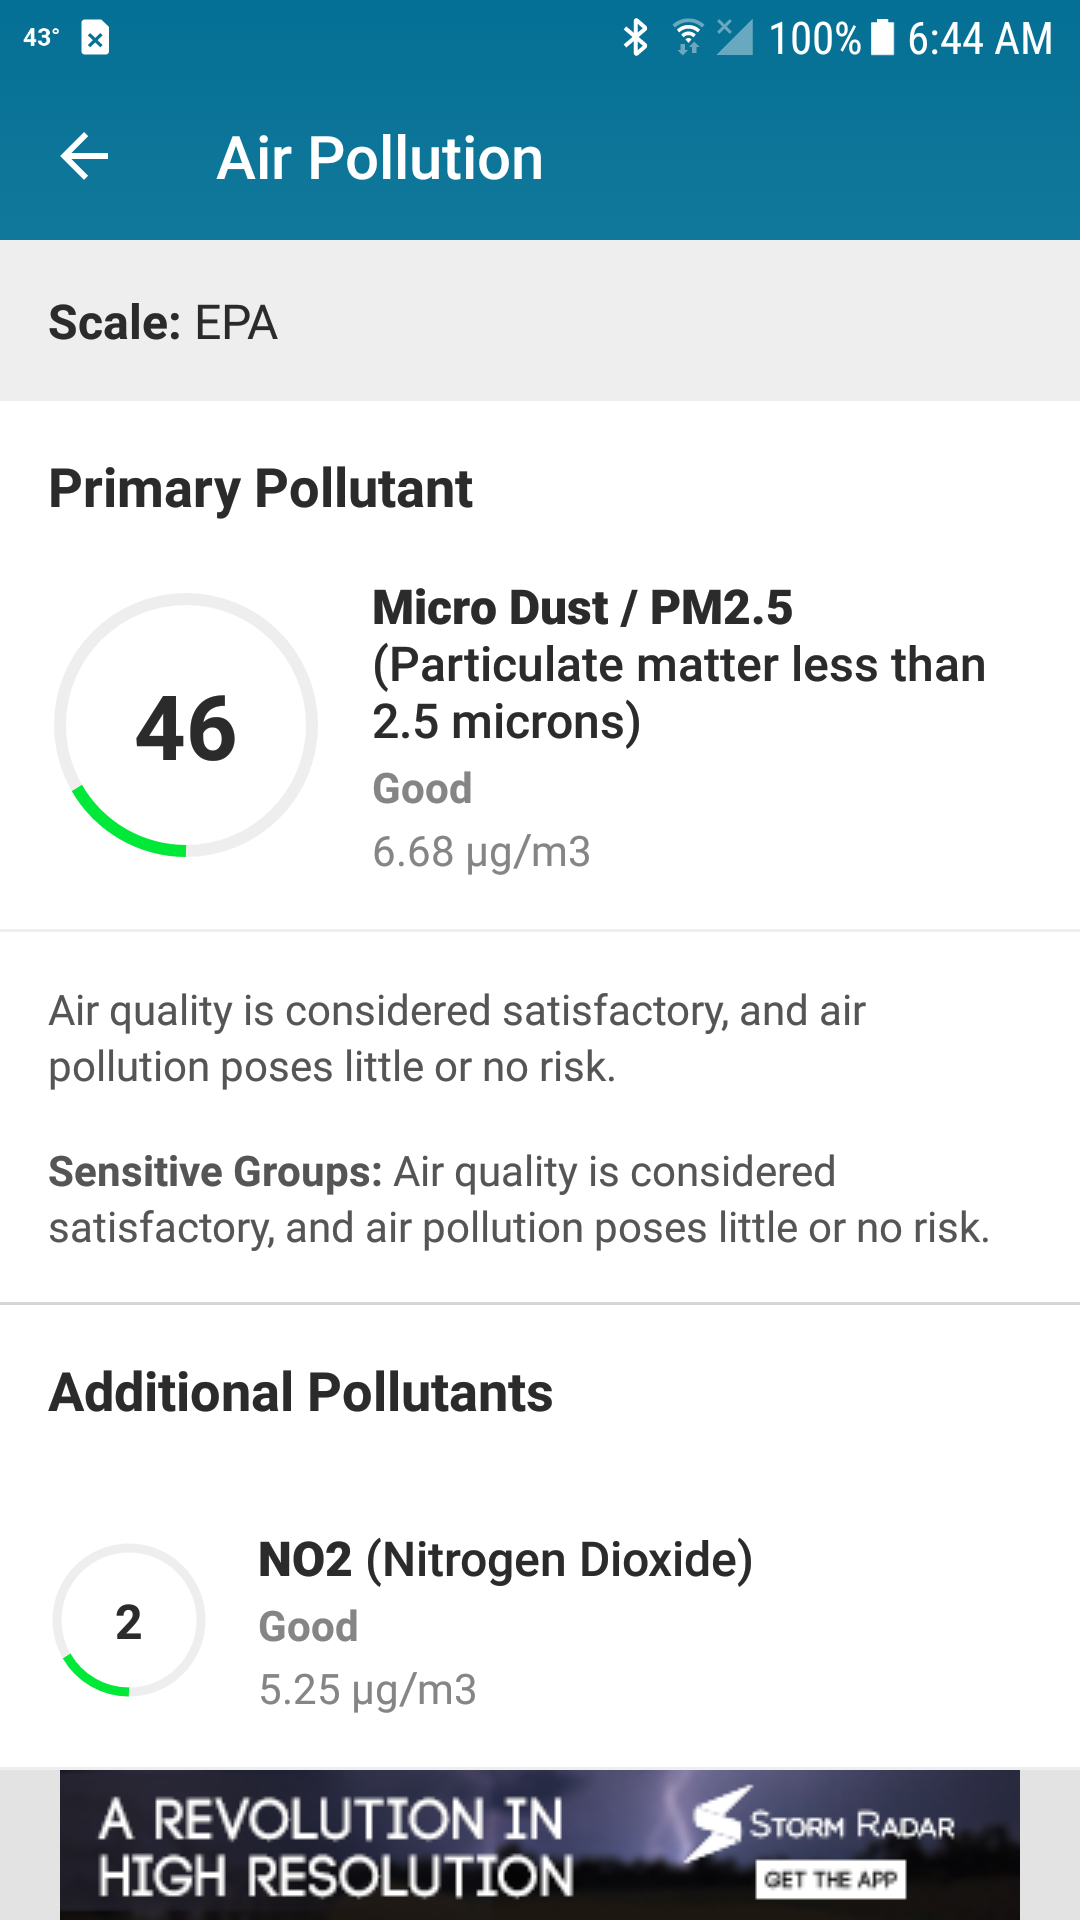 43°
100% 6:44 AM
Air Pollution
Scale: EPA
Primary Pollutant
46
Micro Dust / PM2.5
(Particulate matter less than
2.5 microns)
Good
6.68 µg/m3
Air quality is considered satisfactory, and air
pollution poses little or no risk.
Sensitive Groups: Air quality is considered
satisfactory, and air pollution poses little or no risk.
Additional Pollutants
2
NO2 (Nitrogen Dioxide)
Good
5.25 µg/m3
A REVOLUTION IN
HIGH RESOLUTION
STORM RADAR
GET THE APP